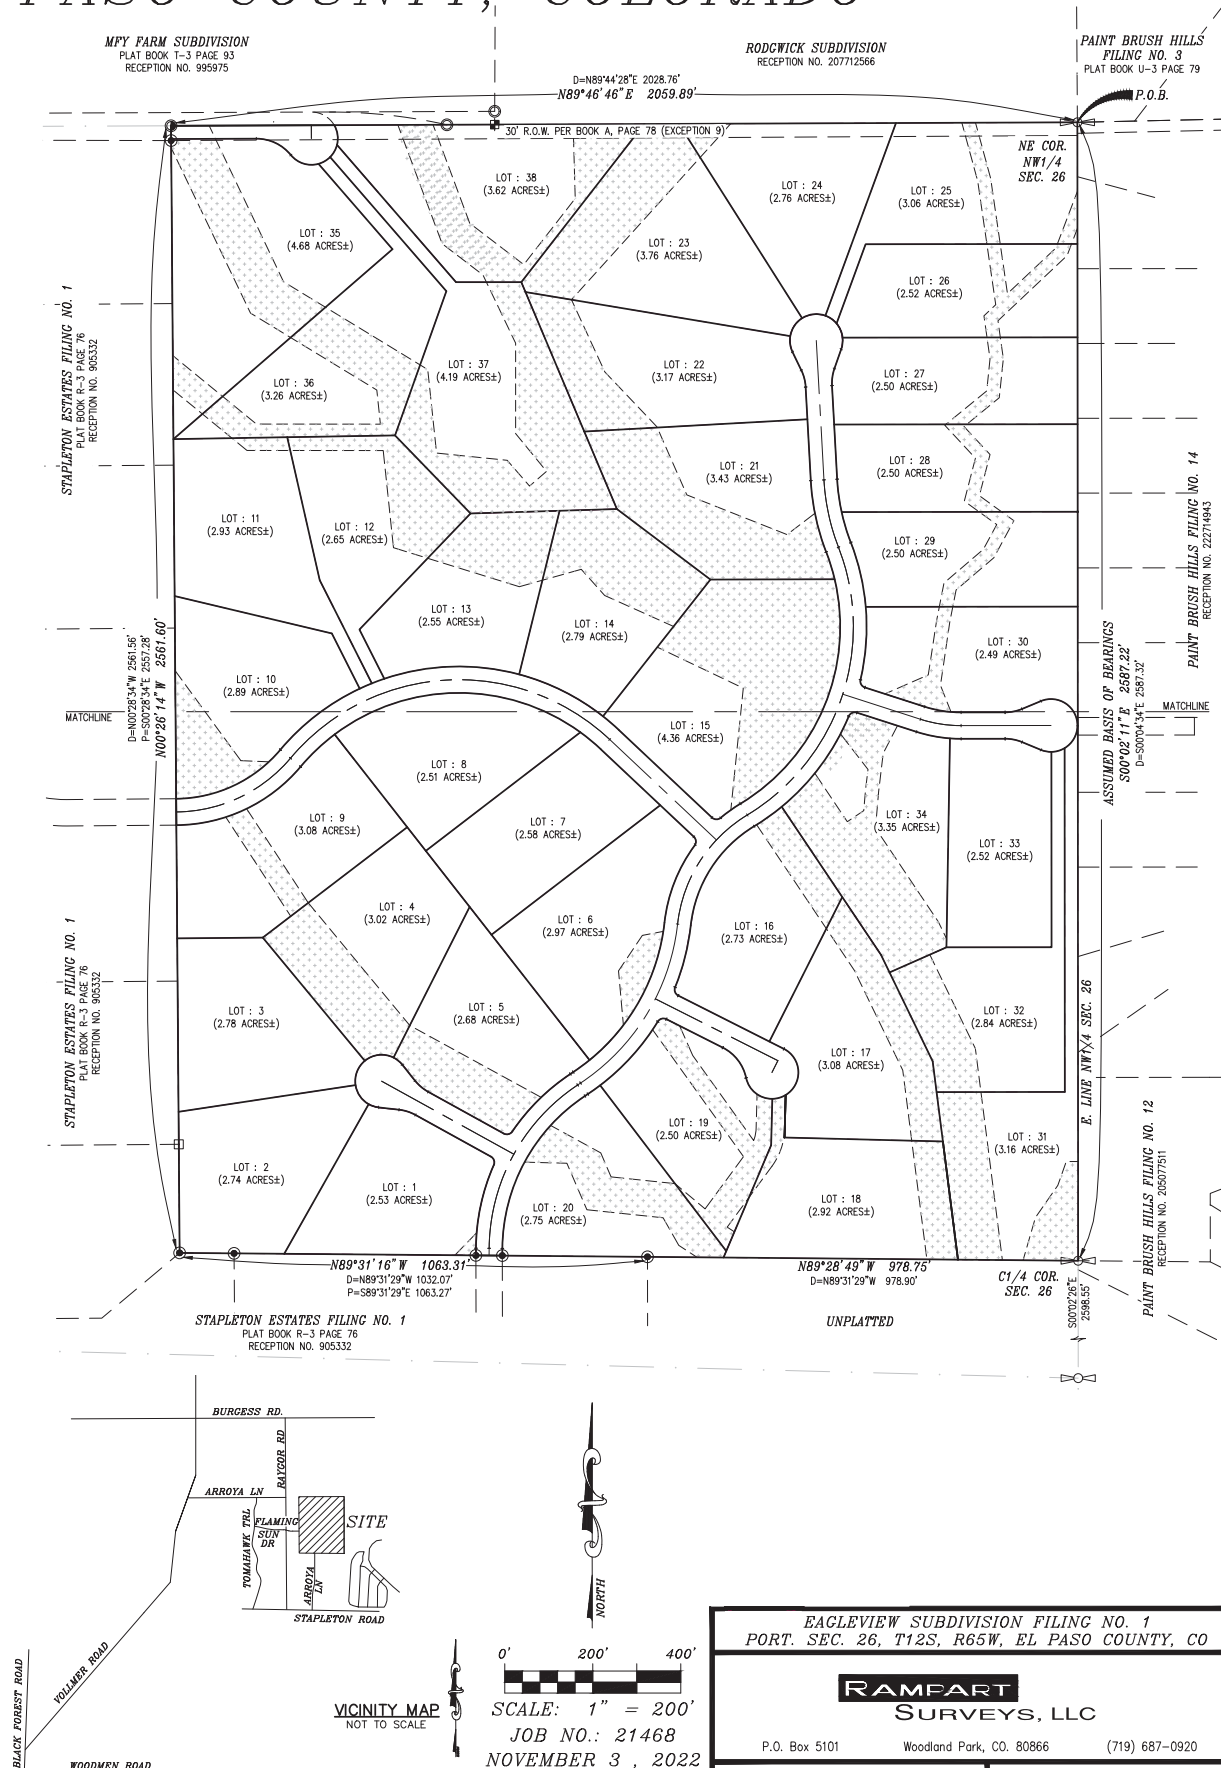 PASO COUNTY, COLORADO
MFY FARM SUBDIVISION
PLAT BOOK T-3 PAGE 93
RECEPTION NO. 995975
RODGWICK SUBDIVISION
RECEPTION NO. 207712566
PAINT BRUSH HILLS
FILING NO. 3
PLAT BOOK U-3 PAGE 79
P.O.B.
D=N89°44'28"E 2028.76'
N89°46'46"E 2059.89'
30' R.O.W. PER BOOK A, PAGE 78 (EXCEPTION 9)
NE COR.
NW1/4
SEC. 26
LOT : 38
(3.62 ACRES±)
LOT : 24
(2.76 ACRES±)
LOT : 25
(3.06 ACRES±)
LOT : 35
(4.68 ACRES±)
LOT : 23
(3.76 ACRES±)
LOT : 26
(2.52 ACRES±)
STAPLETON ESTATES FILING NO. 1
PLAT BOOK R-3 PAGE 76
RECEPTION NO. 905332
LOT : 37
(4.19 ACRES±)
LOT : 22
(3.17 ACRES±)
LOT : 27
(2.50 ACRES±)
LOT : 36
(3.26 ACRES±)
LOT : 21
(3.43 ACRES±)
LOT : 28
(2.50 ACRES±)
LOT : 11
(2.93 ACRES±)
LOT : 12
(2.65 ACRES±)
LOT : 29
(2.50 ACRES±)
PAINT BRUSH HILLS FILING NO. 14
RECEPTION NO. 222714943
LOT : 13
(2.55 ACRES±)
LOT : 14
(2.79 ACRES±)
LOT : 30
(2.49 ACRES±)
LOT : 10
(2.89 ACRES±)
D=N00°28'34"W 2561.56'
P=S00°28'34"E 2557.28'
N00°26'14"W 2561.60'
MATCHLINE
MATCHLINE
ASSUMED BASIS OF BEARINGS
S00°02'11"E 2587.22'
D=S00°04'34"E 2587.32'
LOT : 15
(4.36 ACRES±)
LOT : 8
(2.51 ACRES±)
LOT : 9
(3.08 ACRES±)
LOT : 7
(2.58 ACRES±)
LOT : 34
(3.35 ACRES±)
LOT : 33
(2.52 ACRES±)
LOT : 4
(3.02 ACRES±)
LOT : 6
(2.97 ACRES±)
LOT : 16
(2.73 ACRES±)
STAPLETON ESTATES FILING NO. 1
PLAT BOOK R-3 PAGE 76
RECEPTION NO. 905332
LOT : 3
(2.78 ACRES±)
LOT : 5
(2.68 ACRES±)
LOT : 32
(2.84 ACRES±)
E. LINE NW1/4 SEC. 26
LOT : 17
(3.08 ACRES±)
LOT : 19
(2.50 ACRES±)
LOT : 31
(3.16 ACRES±)
LOT : 2
(2.74 ACRES±)
LOT : 1
(2.53 ACRES±)
LOT : 20
(2.75 ACRES±)
LOT : 18
(2.92 ACRES±)
PAINT BRUSH HILLS FILING NO. 12
RECEPTION NO. 205077511
N89°31'16"W 1063.31'
D=N89°31'29"W 1032.07'
P=S89°31'29"E 1063.27'
N89°28'49"W 978.75'
D=N89°31'29"W 978.90'
C1/4 COR.
SEC. 26
S00°02'26"E
2598.55'
STAPLETON ESTATES FILING NO. 1
PLAT BOOK R-3 PAGE 76
RECEPTION NO. 905332
UNPLATTED
BURGESS RD.
RAYGOR RD
ARROYA LN
TOMAHAWK TRL
FLAMING
SUN
DR
SITE
ARROYA
LN
STAPLETON ROAD
VOLLMER ROAD
BLACK FOREST ROAD
WOODMEN ROAD
VICINITY MAP
NOT TO SCALE
NORTH
0' 200' 400'
SCALE: 1" = 200'
JOB NO.: 21468
NOVEMBER 3 , 2022
EAGLEVIEW SUBDIVISION FILING NO. 1
PORT. SEC. 26, T12S, R65W, EL PASO COUNTY, CO
RAMPART
SURVEYS, LLC
P.O. Box 5101 Woodland Park, CO. 80866 (719) 687-0920